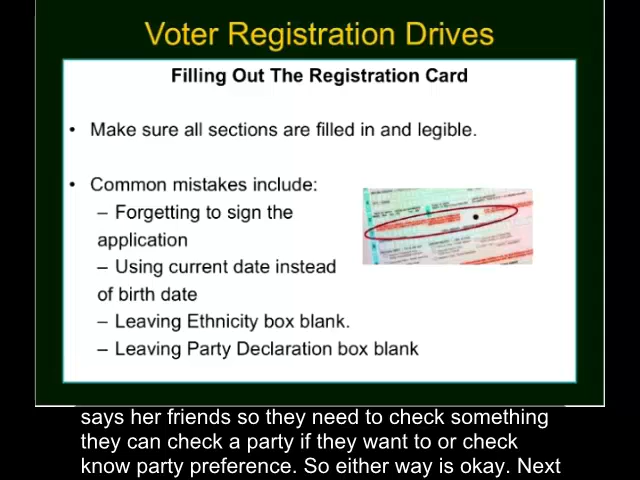 Voter Registration Drives
Filling Out The Registration Card
• Make sure all sections are filled in and legible.
• Common mistakes include:
– Forgetting to sign the
application
– Using current date instead
of birth date
– Leaving Ethnicity box blank.
– Leaving Party Declaration box blank
says her friends so they need to check something
they can check a party if they want to or check
know party preference. So either way is okay. Next